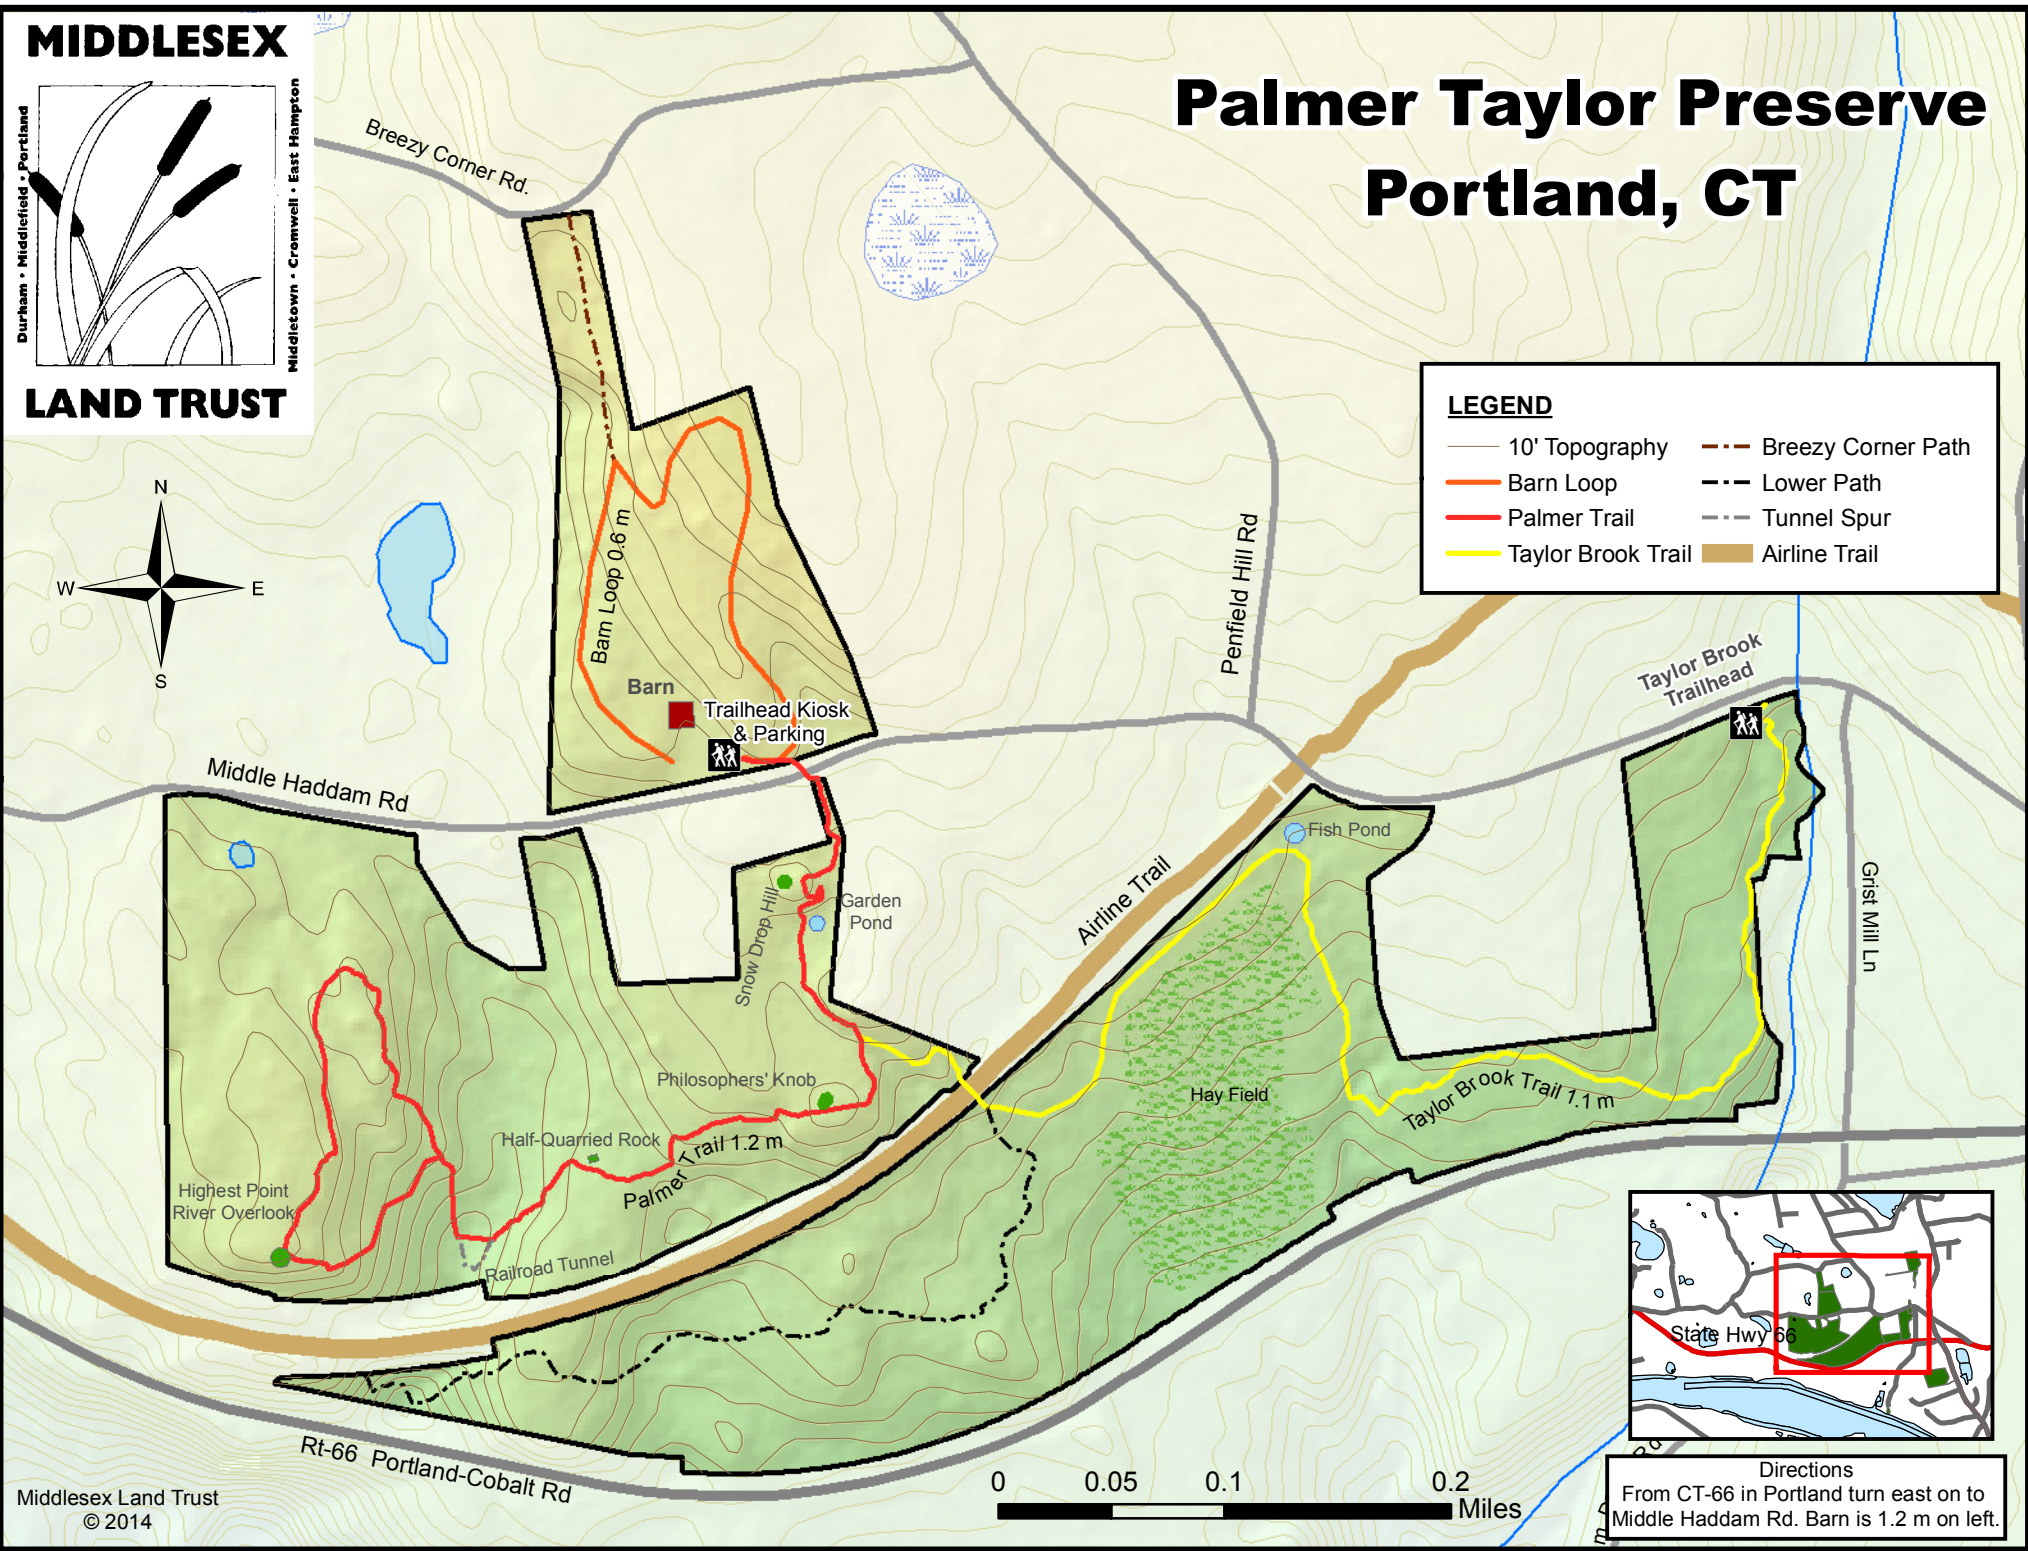 MIDDLESEX
Durham • Middlefield • Portland
Middletown • Cromwell • East Hampton
LAND TRUST
Palmer Taylor Preserve
Portland, CT
Breezy Corner Rd.
LEGEND
10' Topography
Barn Loop
Palmer Trail
Taylor Brook Trail
Breezy Corner Path
Lower Path
Tunnel Spur
Airline Trail
N
W
E
S
Barn Loop 0.6 m
Penfield Hill Rd
Taylor Brook
Trailhead
Barn
Trailhead Kiosk
& Parking
Middle Haddam Rd
Fish Pond
Snow Drop Hill
Garden
Pond
Airline Trail
Grist Mill Ln
Philosophers' Knob
Hay Field
Taylor Brook Trail 1.1 m
Half-Quarried Rock
Palmer Trail 1.2 m
Highest Point
River Overlook
Railroad Tunnel
State Hwy 66
Rt-66 Portland-Cobalt Rd
Rd
0 0.05 0.1 0.2
Miles
Middlesex Land Trust
© 2014
Directions
From CT-66 in Portland turn east on to
Middle Haddam Rd. Barn is 1.2 m on left.